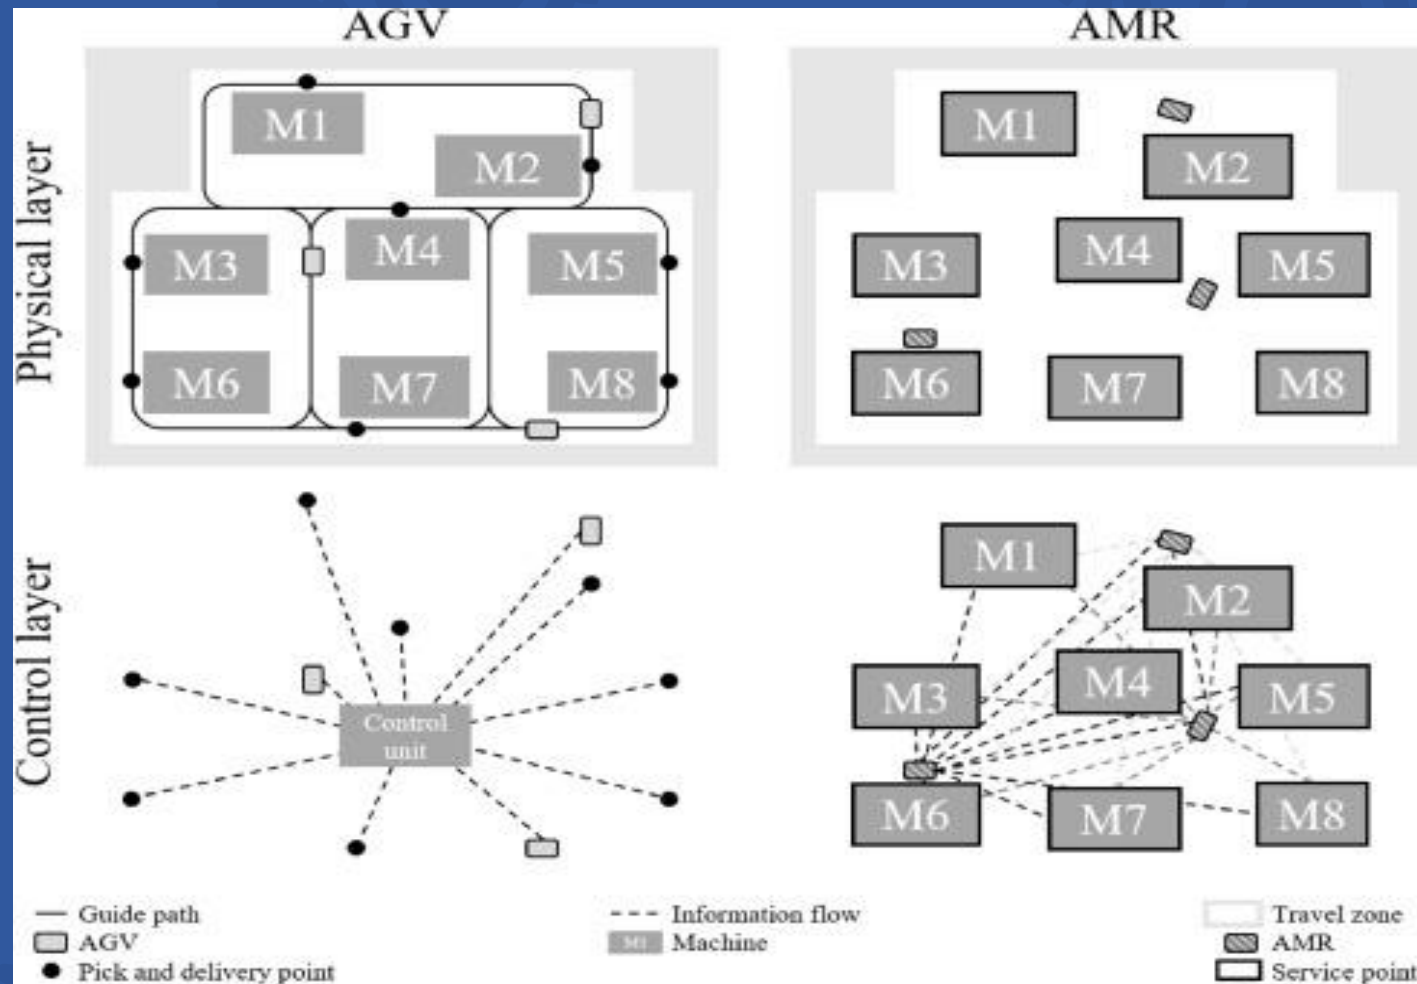 AGV
AMR
Physical layer
M1
M2
M3
M4
M5
M6
M7
M8
M1
M2
M3
M4
M5
M6
M7
M8
Control layer
Control
unit
M1
M2
M3
M4
M5
M6
M7
M8
Guide path
AGV
Pick and delivery point
Information flow
M1 Machine
Travel zone
AMR
Service point